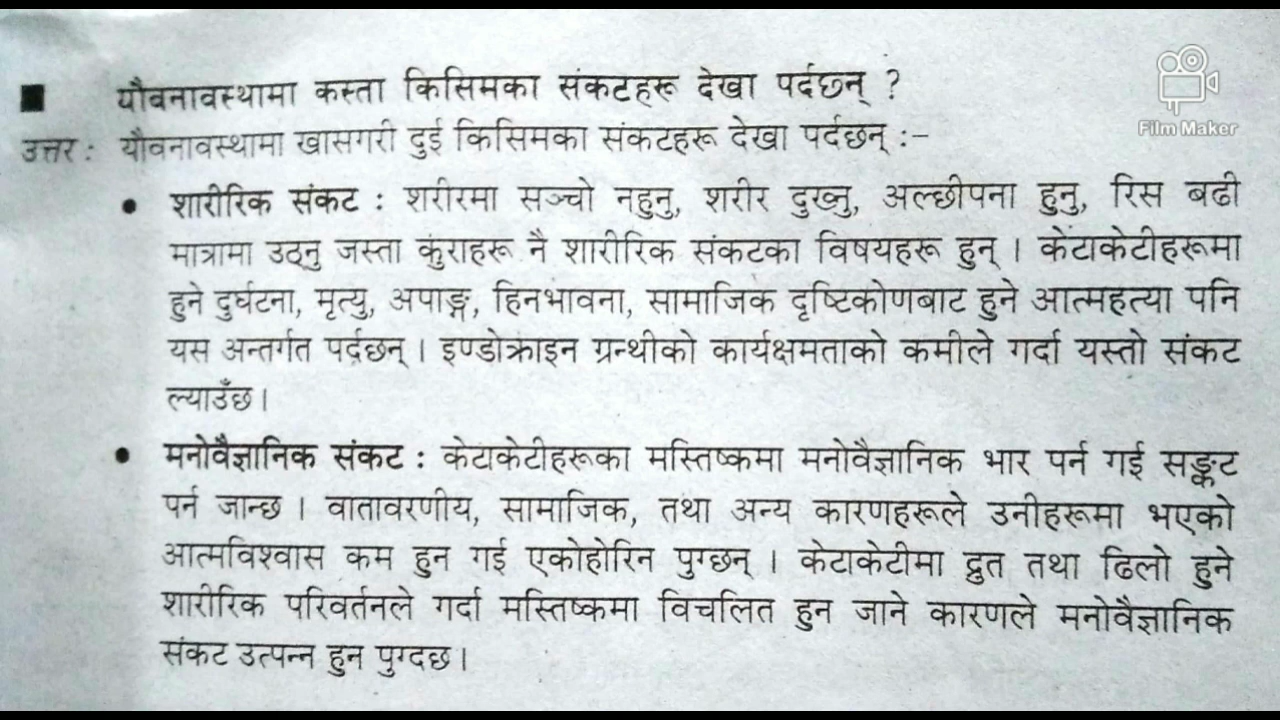 ■ यौवनावस्थामा कस्ता किसिमका संकटहरू देखा पर्दछन् ?
उत्तर : यौवनावस्थामा खासगरी दुई किसिमका संकटहरू देखा पर्दछन् :–
• शारीरिक संकट : शरीरमा सञ्चो नहुनु, शरीर दुख्नु, अल्छीपना हुनु, रिस बढी
मात्रामा उठ्नु जस्ता कुराहरू नै शारीरिक संकटका विषयहरू हुन् । केटाकेटीहरूमा
हुने दुर्घटना, मृत्यु, अपाङ्ग, हिनभावना, सामाजिक दृष्टिकोणबाट हुने आत्महत्या पनि
यस अन्तर्गत पर्दछन् । इण्डोक्राइन ग्रन्थीको कार्यक्षमताको कमीले गर्दा यस्तो संकट
ल्याउँछ ।
• मनोवैज्ञानिक संकट : केटाकेटीहरूका मस्तिष्कमा मनोवैज्ञानिक भार पर्न गई सङ्कट
पर्न जान्छ । वातावरणीय, सामाजिक, तथा अन्य कारणहरूले उनीहरूमा भएको
आत्मविश्वास कम हुन गई एकोहोरिन पुग्छन् । केटाकेटीमा द्रुत तथा ढिलो हुने
शारीरिक परिवर्तनले गर्दा मस्तिष्कमा विचलित हुन जाने कारणले मनोवैज्ञानिक
संकट उत्पन्न हुन पुग्दछ ।
Film Maker